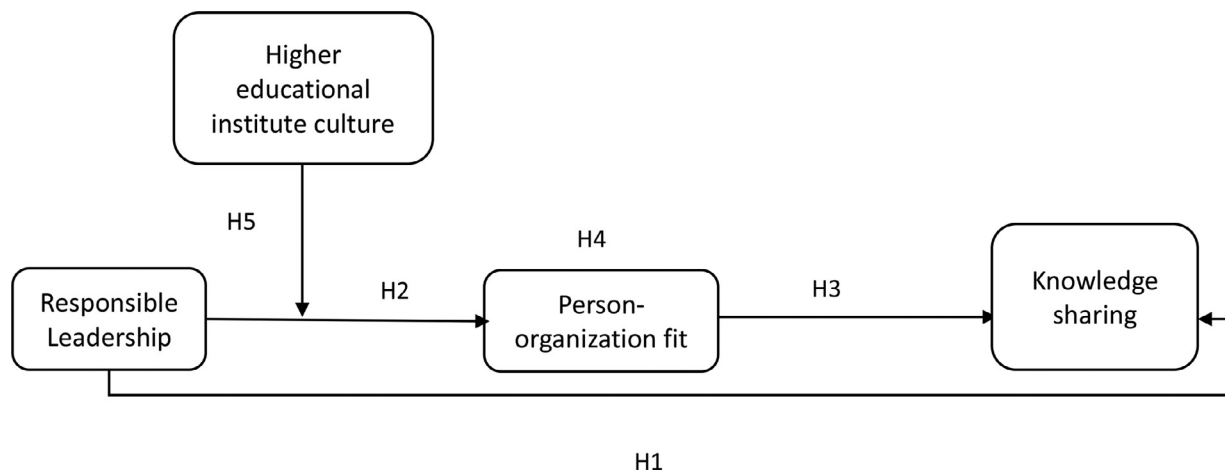 Higher
educational
institute culture
H5
H4
Responsible
Leadership
H2
Person-
organization fit
H3
Knowledge
sharing
H1